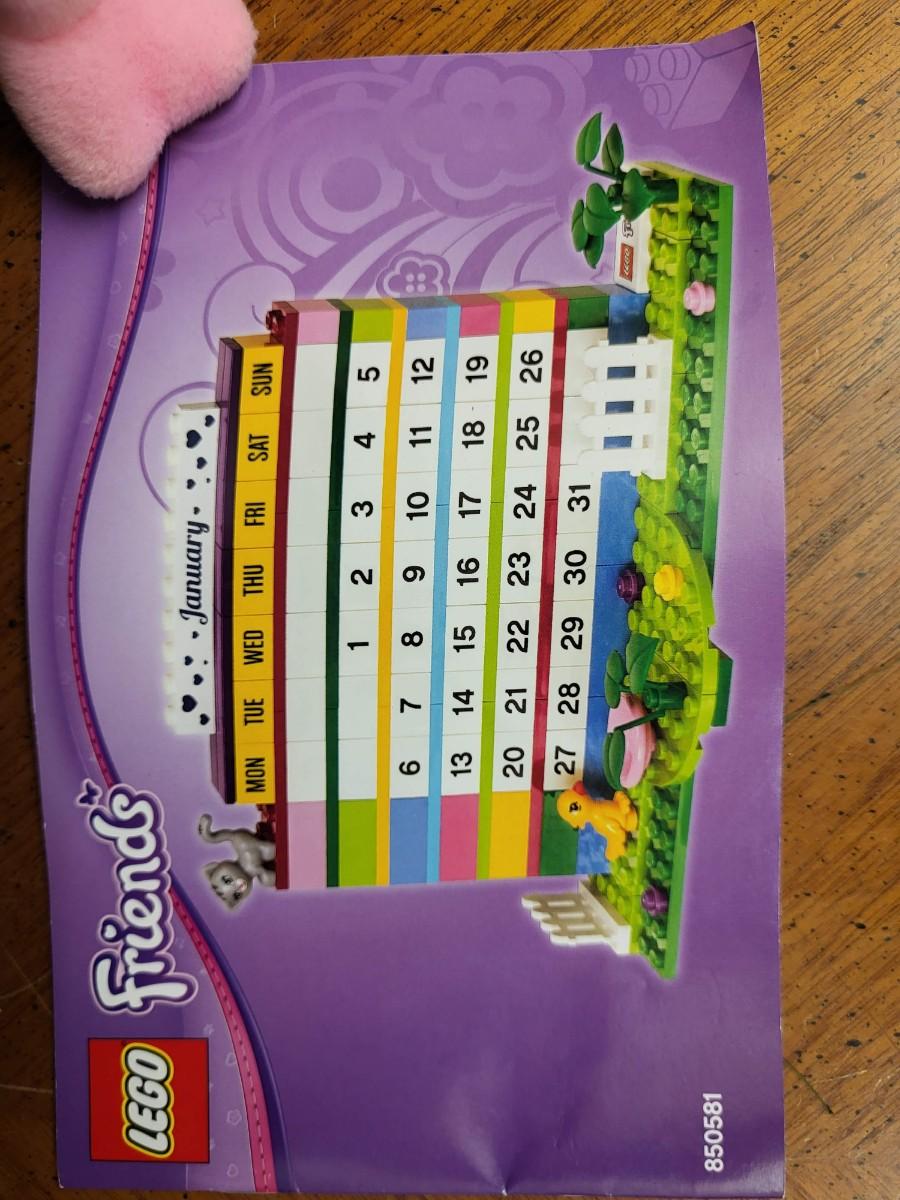 LEGO
Friends
January
MON TUE WED THU FRI SAT SUN
1 2 3 4 5
6 7 8 9 10 11 12
13 14 15 16 17 18 19
20 21 22 23 24 25 26
27 28 29 30 31
LEGO
850581